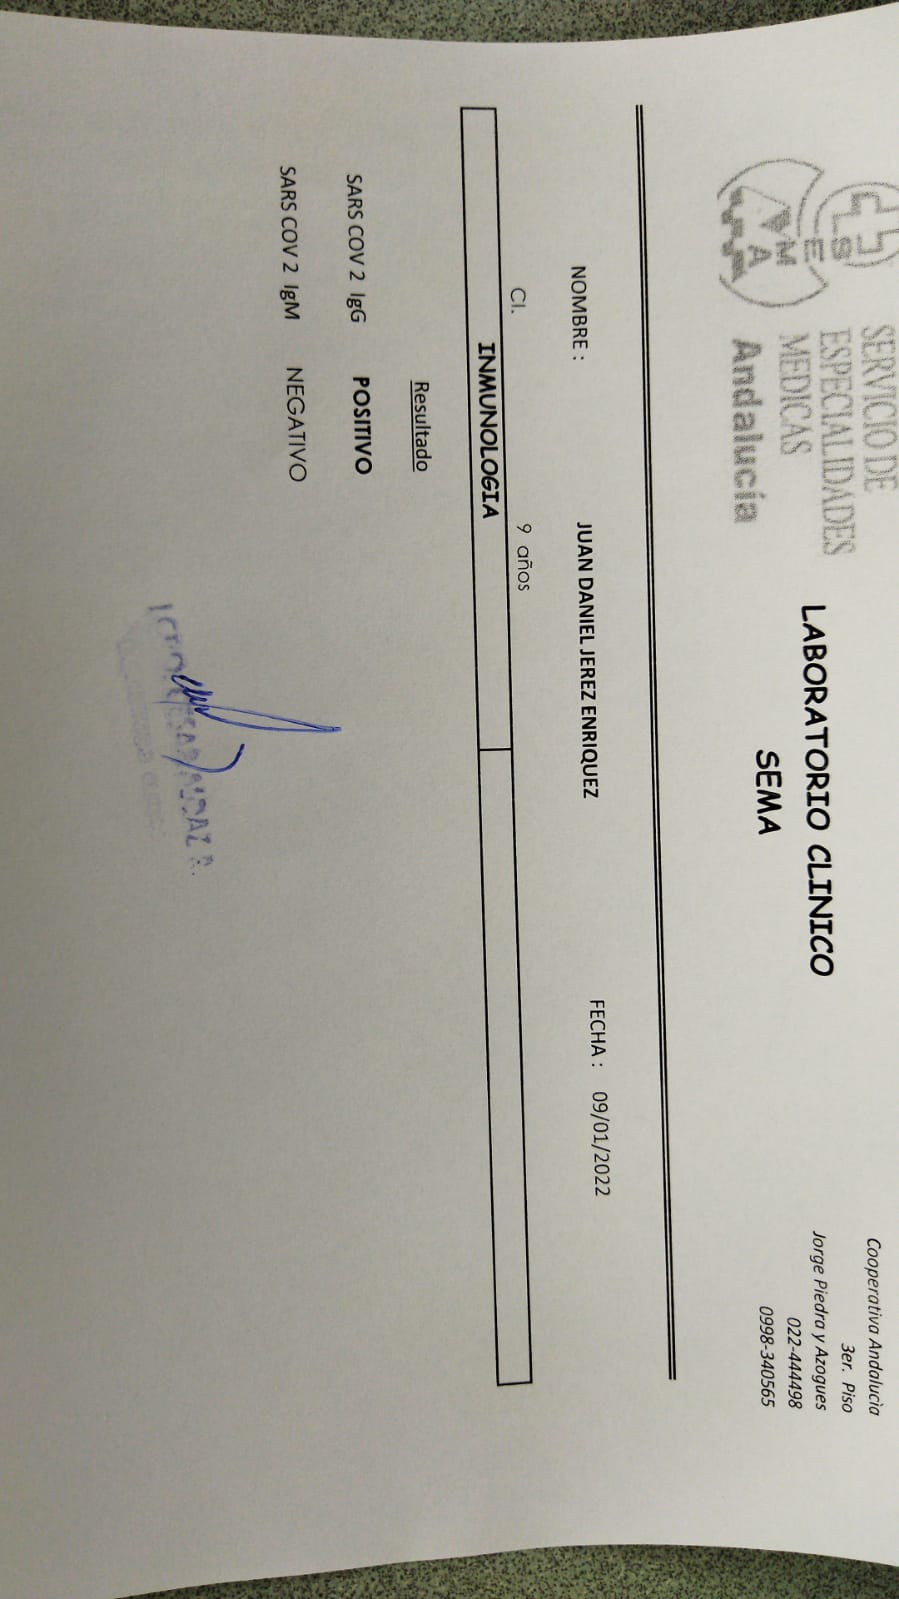 SERVICIO DE
ESPECIALIDADES
MEDICAS
Andalucía
S
E
VM
A
LABORATORIO CLINICO
SEMA
Cooperativa Andalucìa
3er. Piso
Jorge Piedra y Azogues
022-444498
0998-340565
NOMBRE : JUAN DANIEL JEREZ ENRIQUEZ FECHA : 09/01/2022
CI. 9 años
INMUNOLOGIA
Resultado
SARS COV 2 IgG POSITIVO
SARS COV 2 IgM NEGATIVO